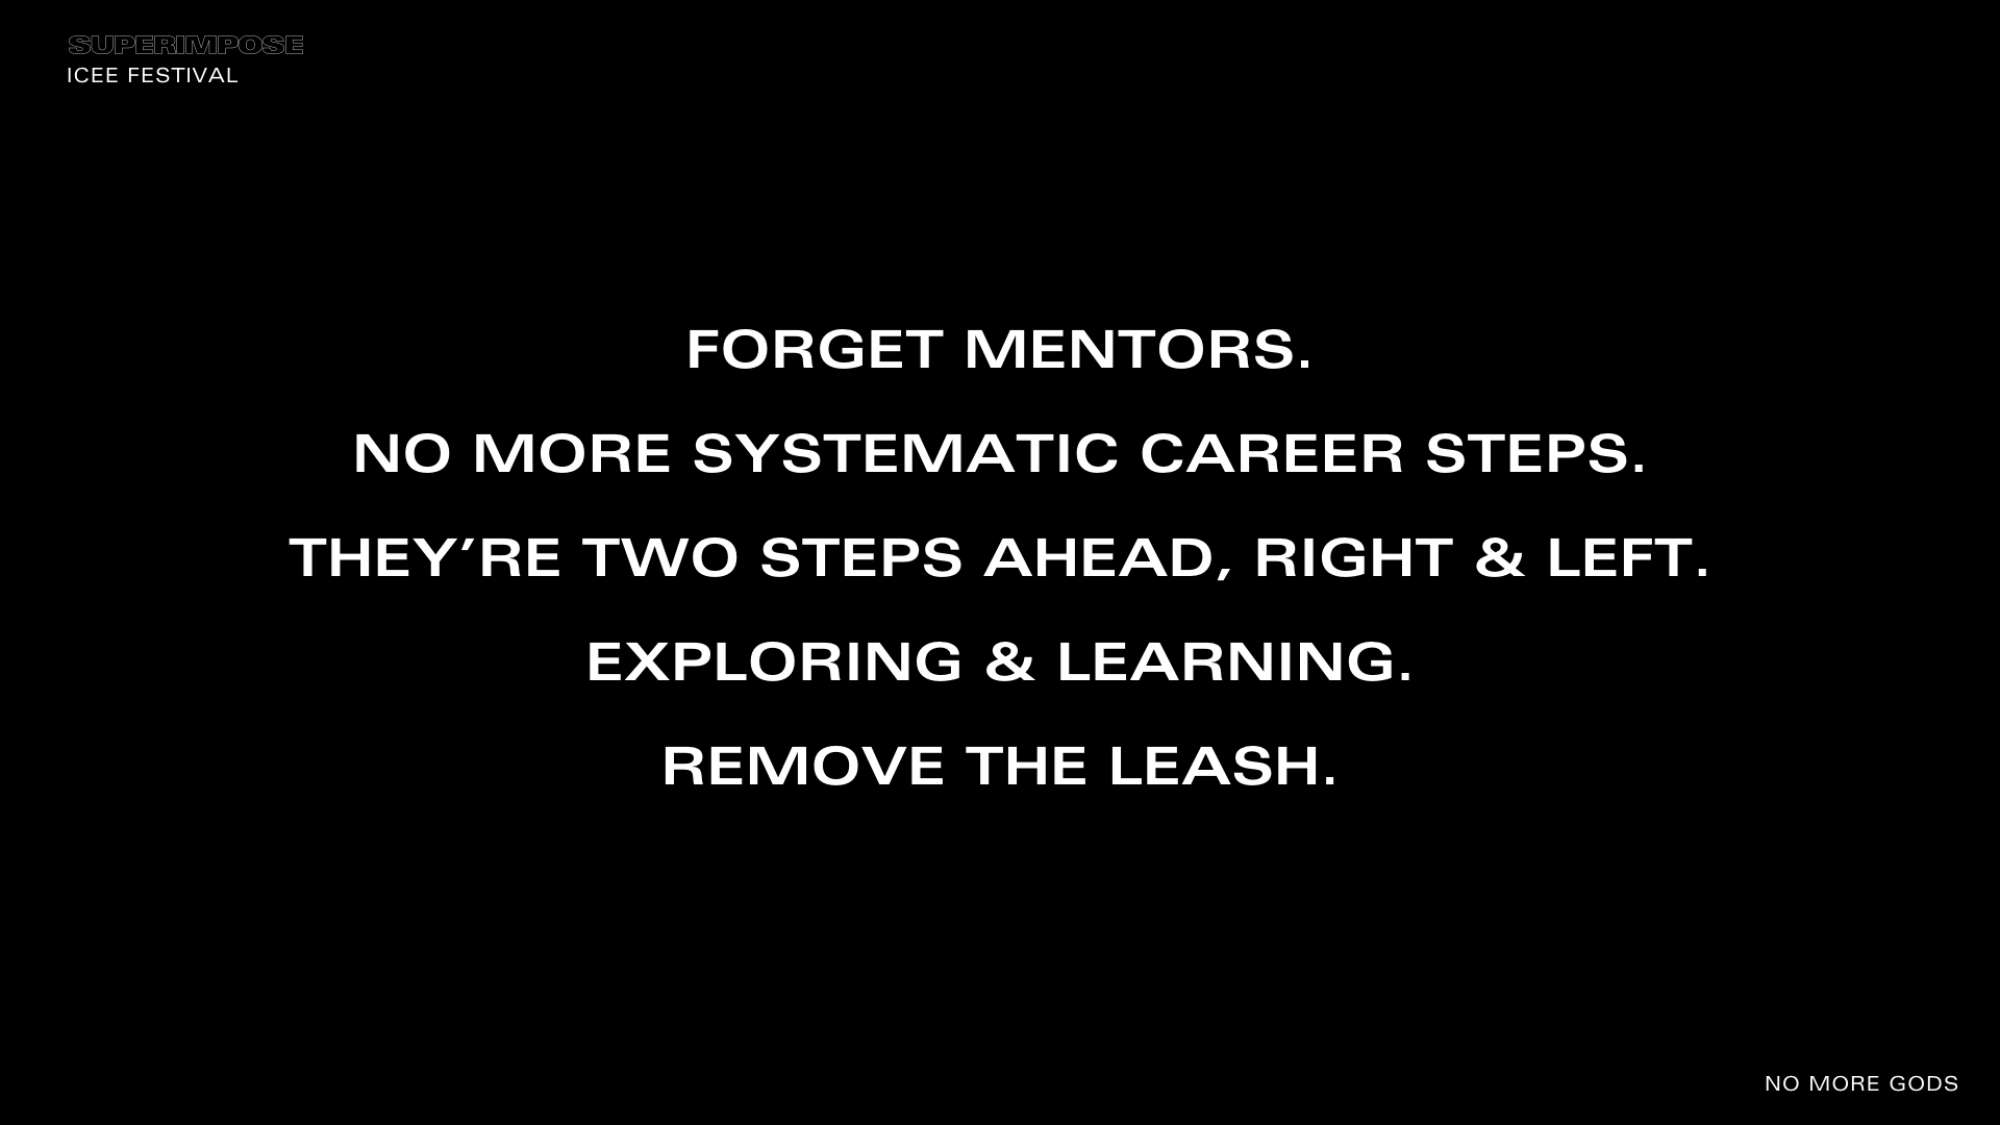 SUPERIMPOSE
ICEE FESTIVAL
FORGET MENTORS.
NO MORE SYSTEMATIC CAREER STEPS.
THEY’RE TWO STEPS AHEAD, RIGHT & LEFT.
EXPLORING & LEARNING.
REMOVE THE LEASH.
NO MORE GODS